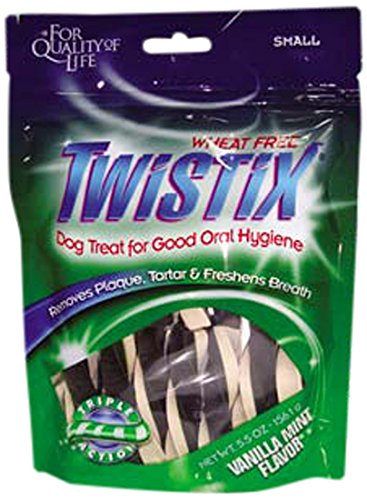 FOR
QUALITY OF
LIFE
SMALL
WHEAT FREE
TWiSTiX
Dog Treat for Good Oral Hygiene
Removes Plaque, Tartar & Freshens Breath
TRIPLE
ACTION
NET WT. 5.5 OZ - 156.1 g
VANILLA MINT
FLAVOR